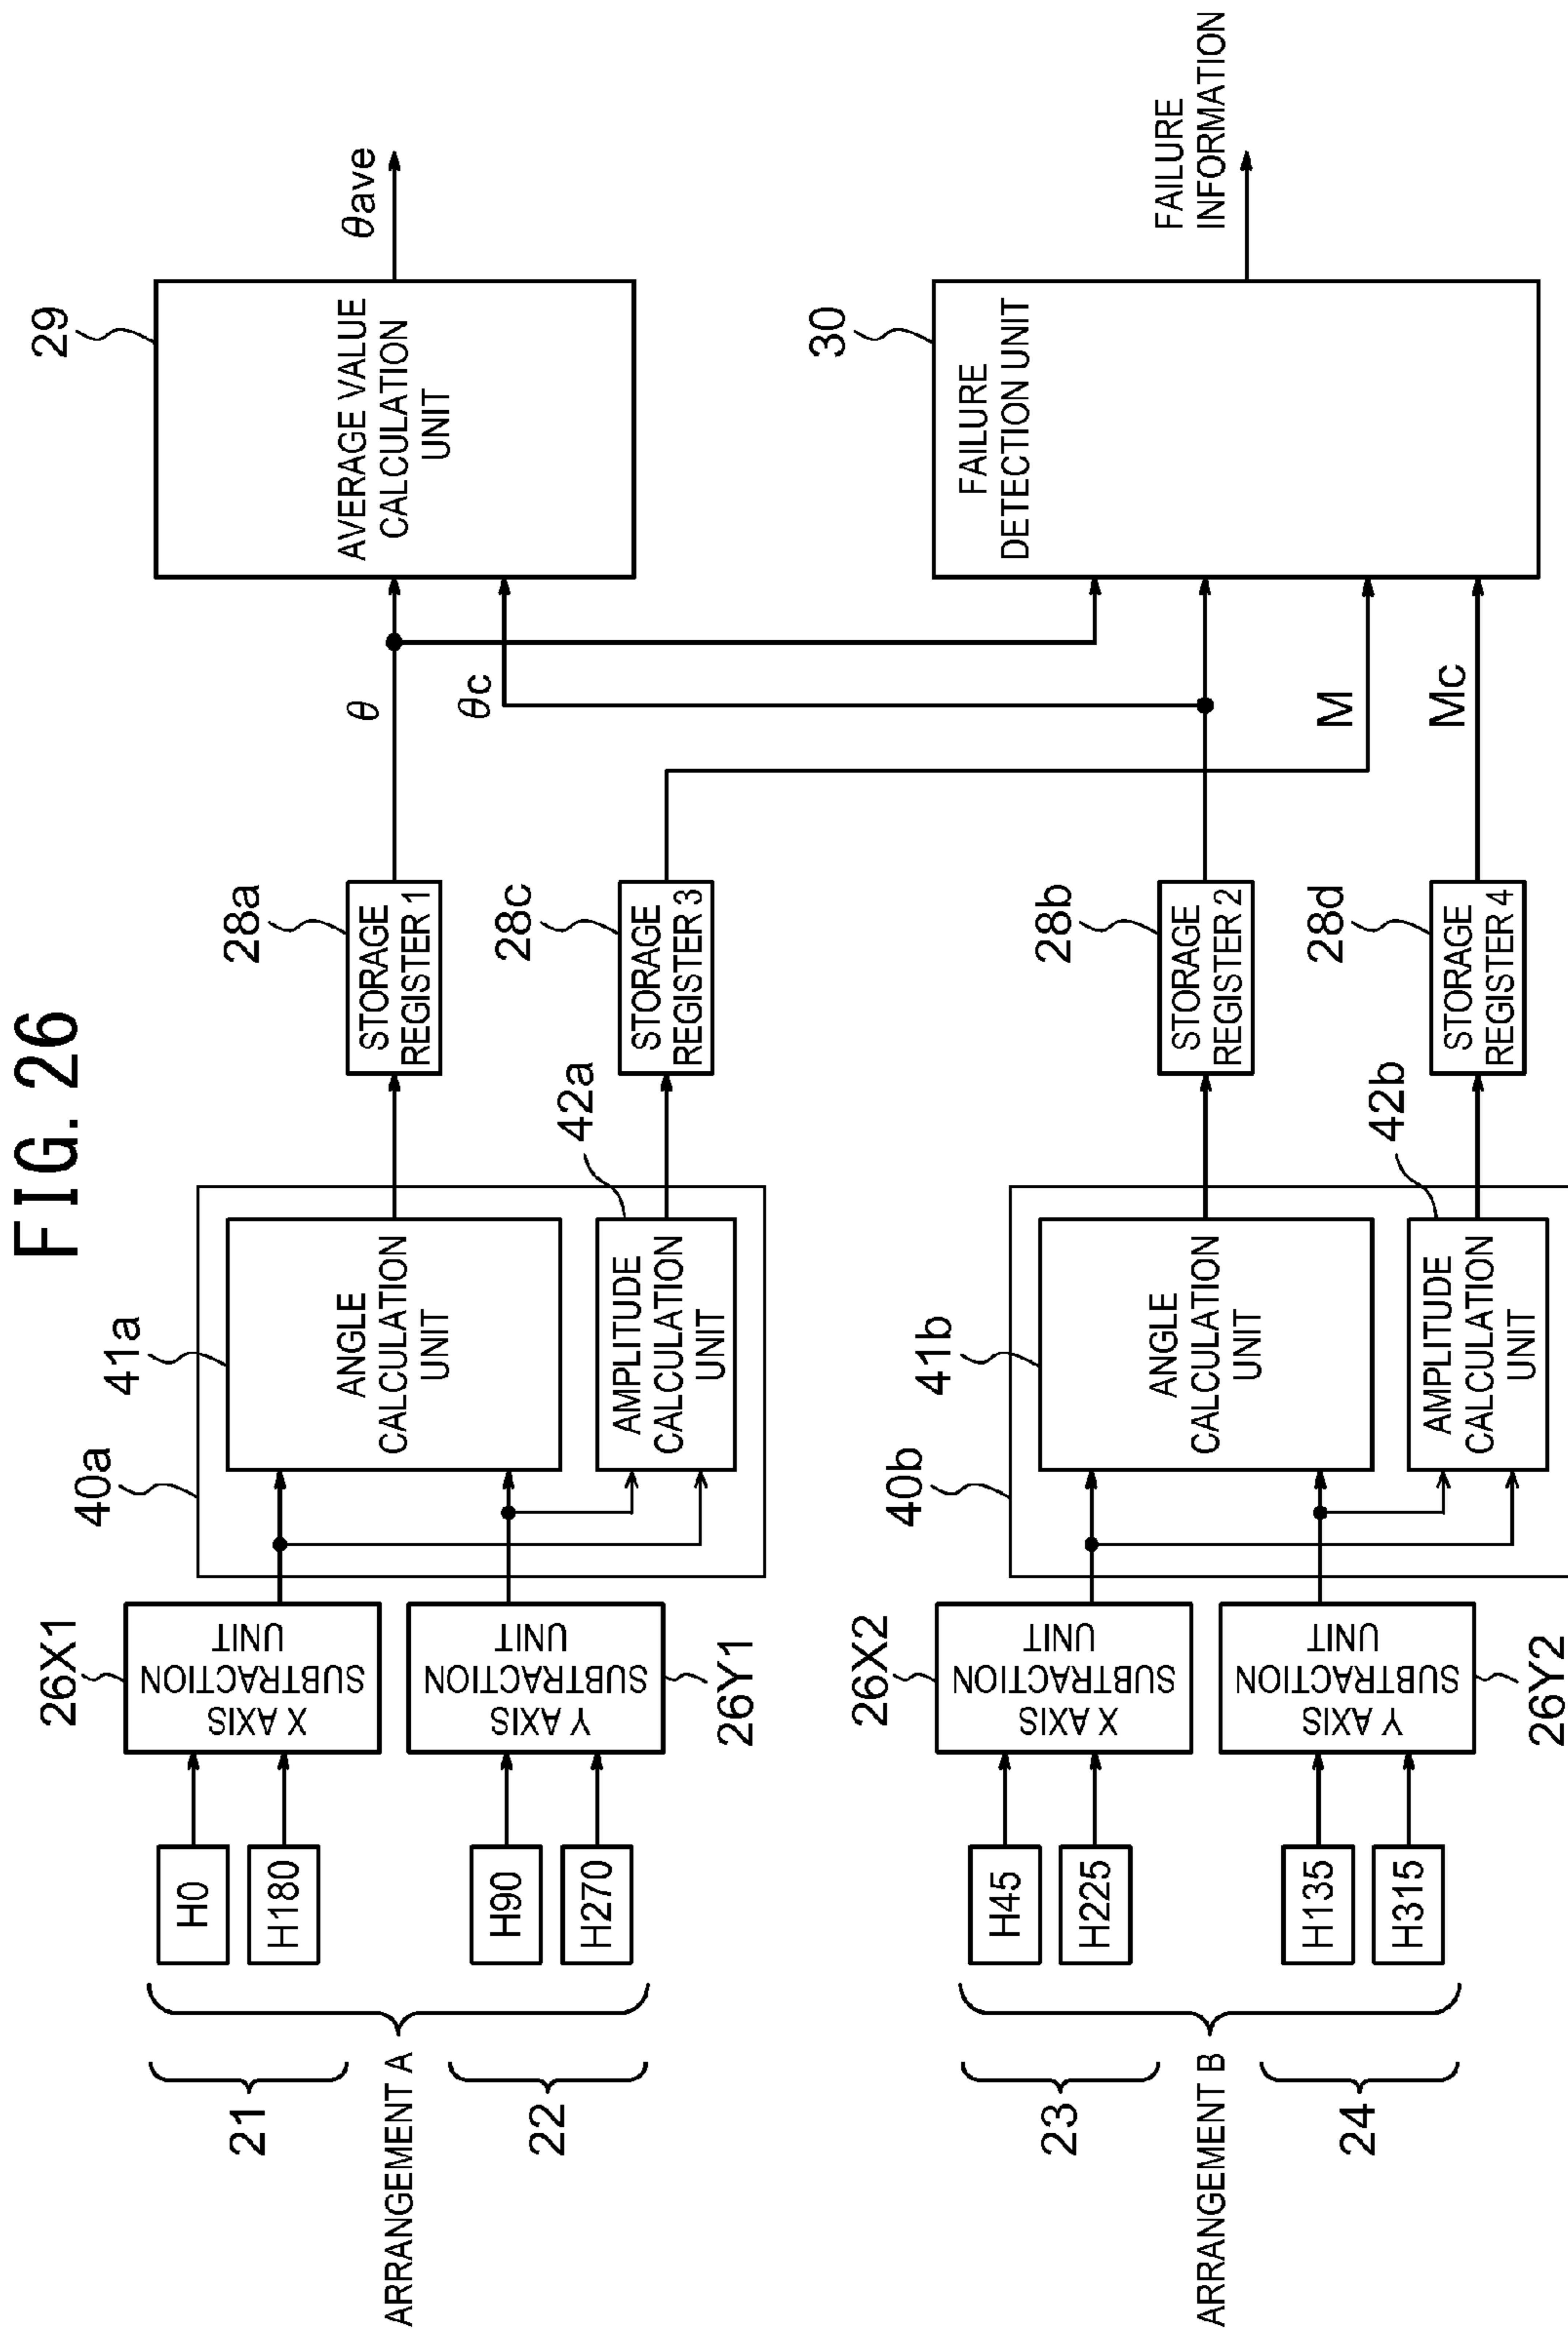 FIG. 26
ARRANGEMENT A
21
22
H0
H180
H90
H270
26X1
X AXIS
SUBTRACTION
UNIT
Y AXIS
SUBTRACTION
UNIT
26Y1
40a
41a
ANGLE
CALCULATION
UNIT
42a
AMPLITUDE
CALCULATION
UNIT
28a
STORAGE
REGISTER 1
28c
STORAGE
REGISTER 3
θ
θc
29
AVERAGE VALUE
CALCULATION
UNIT
θave
ARRANGEMENT B
23
24
H45
H225
H135
H315
26X2
X AXIS
SUBTRACTION
UNIT
Y AXIS
SUBTRACTION
UNIT
26Y2
40b
41b
ANGLE
CALCULATION
UNIT
42b
AMPLITUDE
CALCULATION
UNIT
28b
STORAGE
REGISTER 2
28d
STORAGE
REGISTER 4
M
Mc
30
FAILURE
DETECTION UNIT
FAILURE
INFORMATION